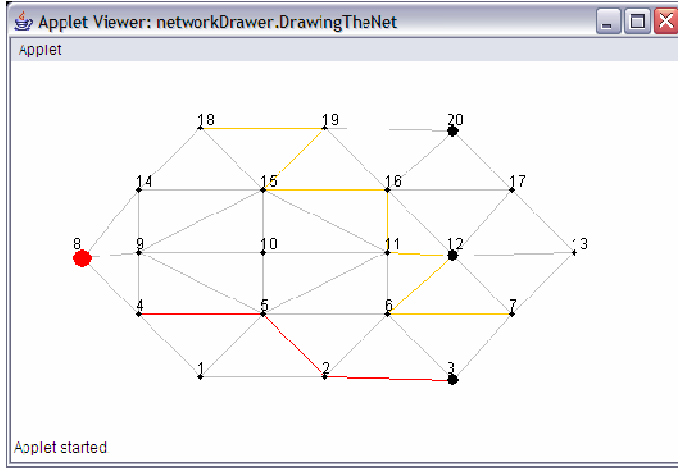 Applet Viewer: networkDrawer.DrawingTheNet
Applet
18 19 20
14 15 16 17
8 9 10 11 12 13
4 5 6 7
1 2 3
Applet started